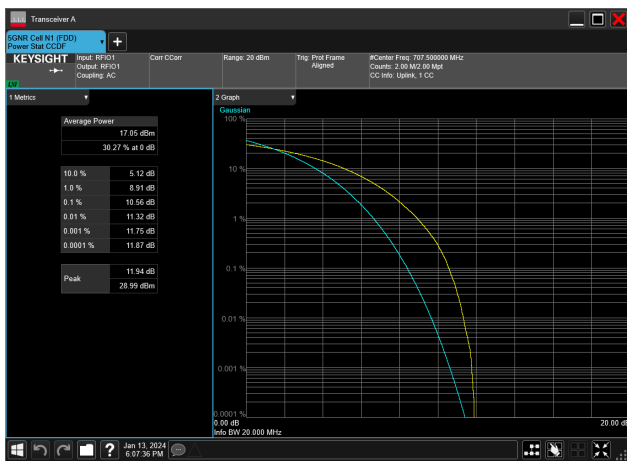 Transceiver A
5GNR Cell N1 (FDD)
Power Stat CCDF
KEYSIGHT
LXI
Input: RFIO1
Output: RFIO1
Coupling: AC
Corr CCorr
Range: 20 dBm
Trig: Prot Frame
Aligned
#Center Freq: 707.500000 MHz
Counts: 2.00 M/2.00 Mpt
CC Info: Uplink, 1 CC
1 Metrics
Average Power
17.05 dBm
30.27 % at 0 dB
10.0 % 5.12 dB
1.0 % 8.91 dB
0.1 % 10.56 dB
0.01 % 11.32 dB
0.001 % 11.75 dB
0.0001 % 11.87 dB
Peak
11.94 dB
28.99 dBm
2 Graph
Gaussian
100 %
10 %
1 %
0.1 %
0.01 %
0.001 %
0.0001 %
0.00 dB
20.00 dB
Info BW 20.000 MHz
Jan 13, 2024
6:07:36 PM